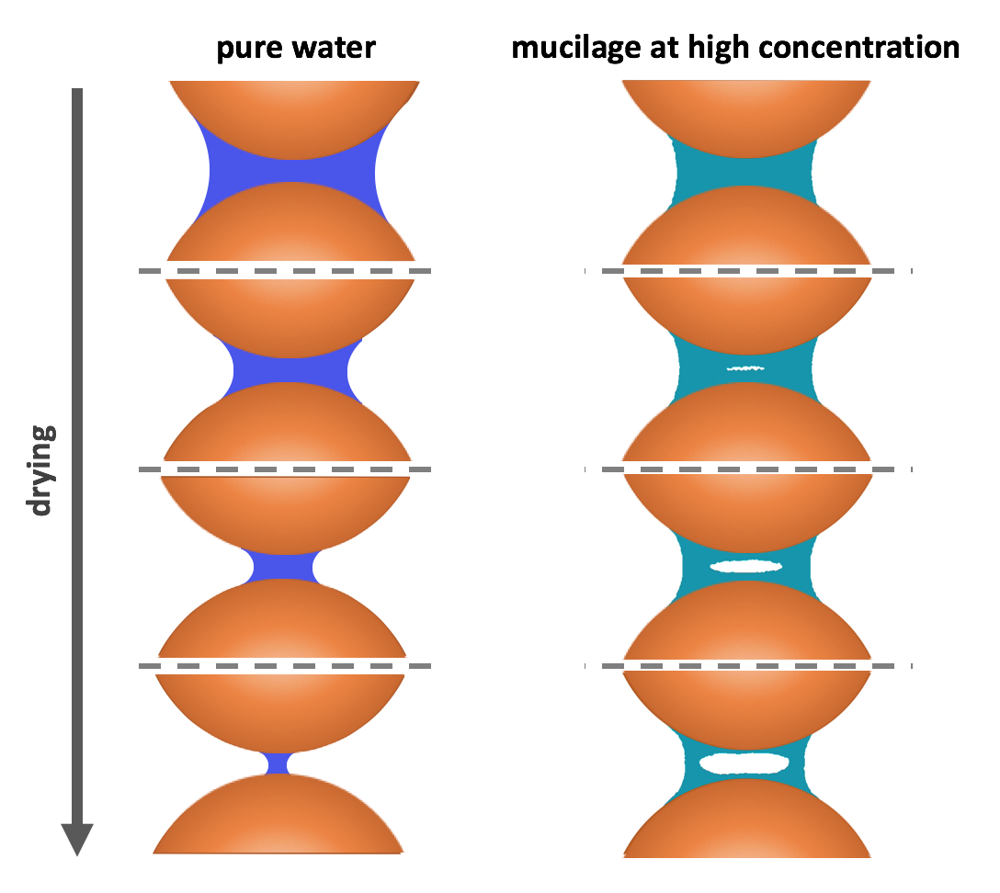 pure water
mucilage at high concentration
drying